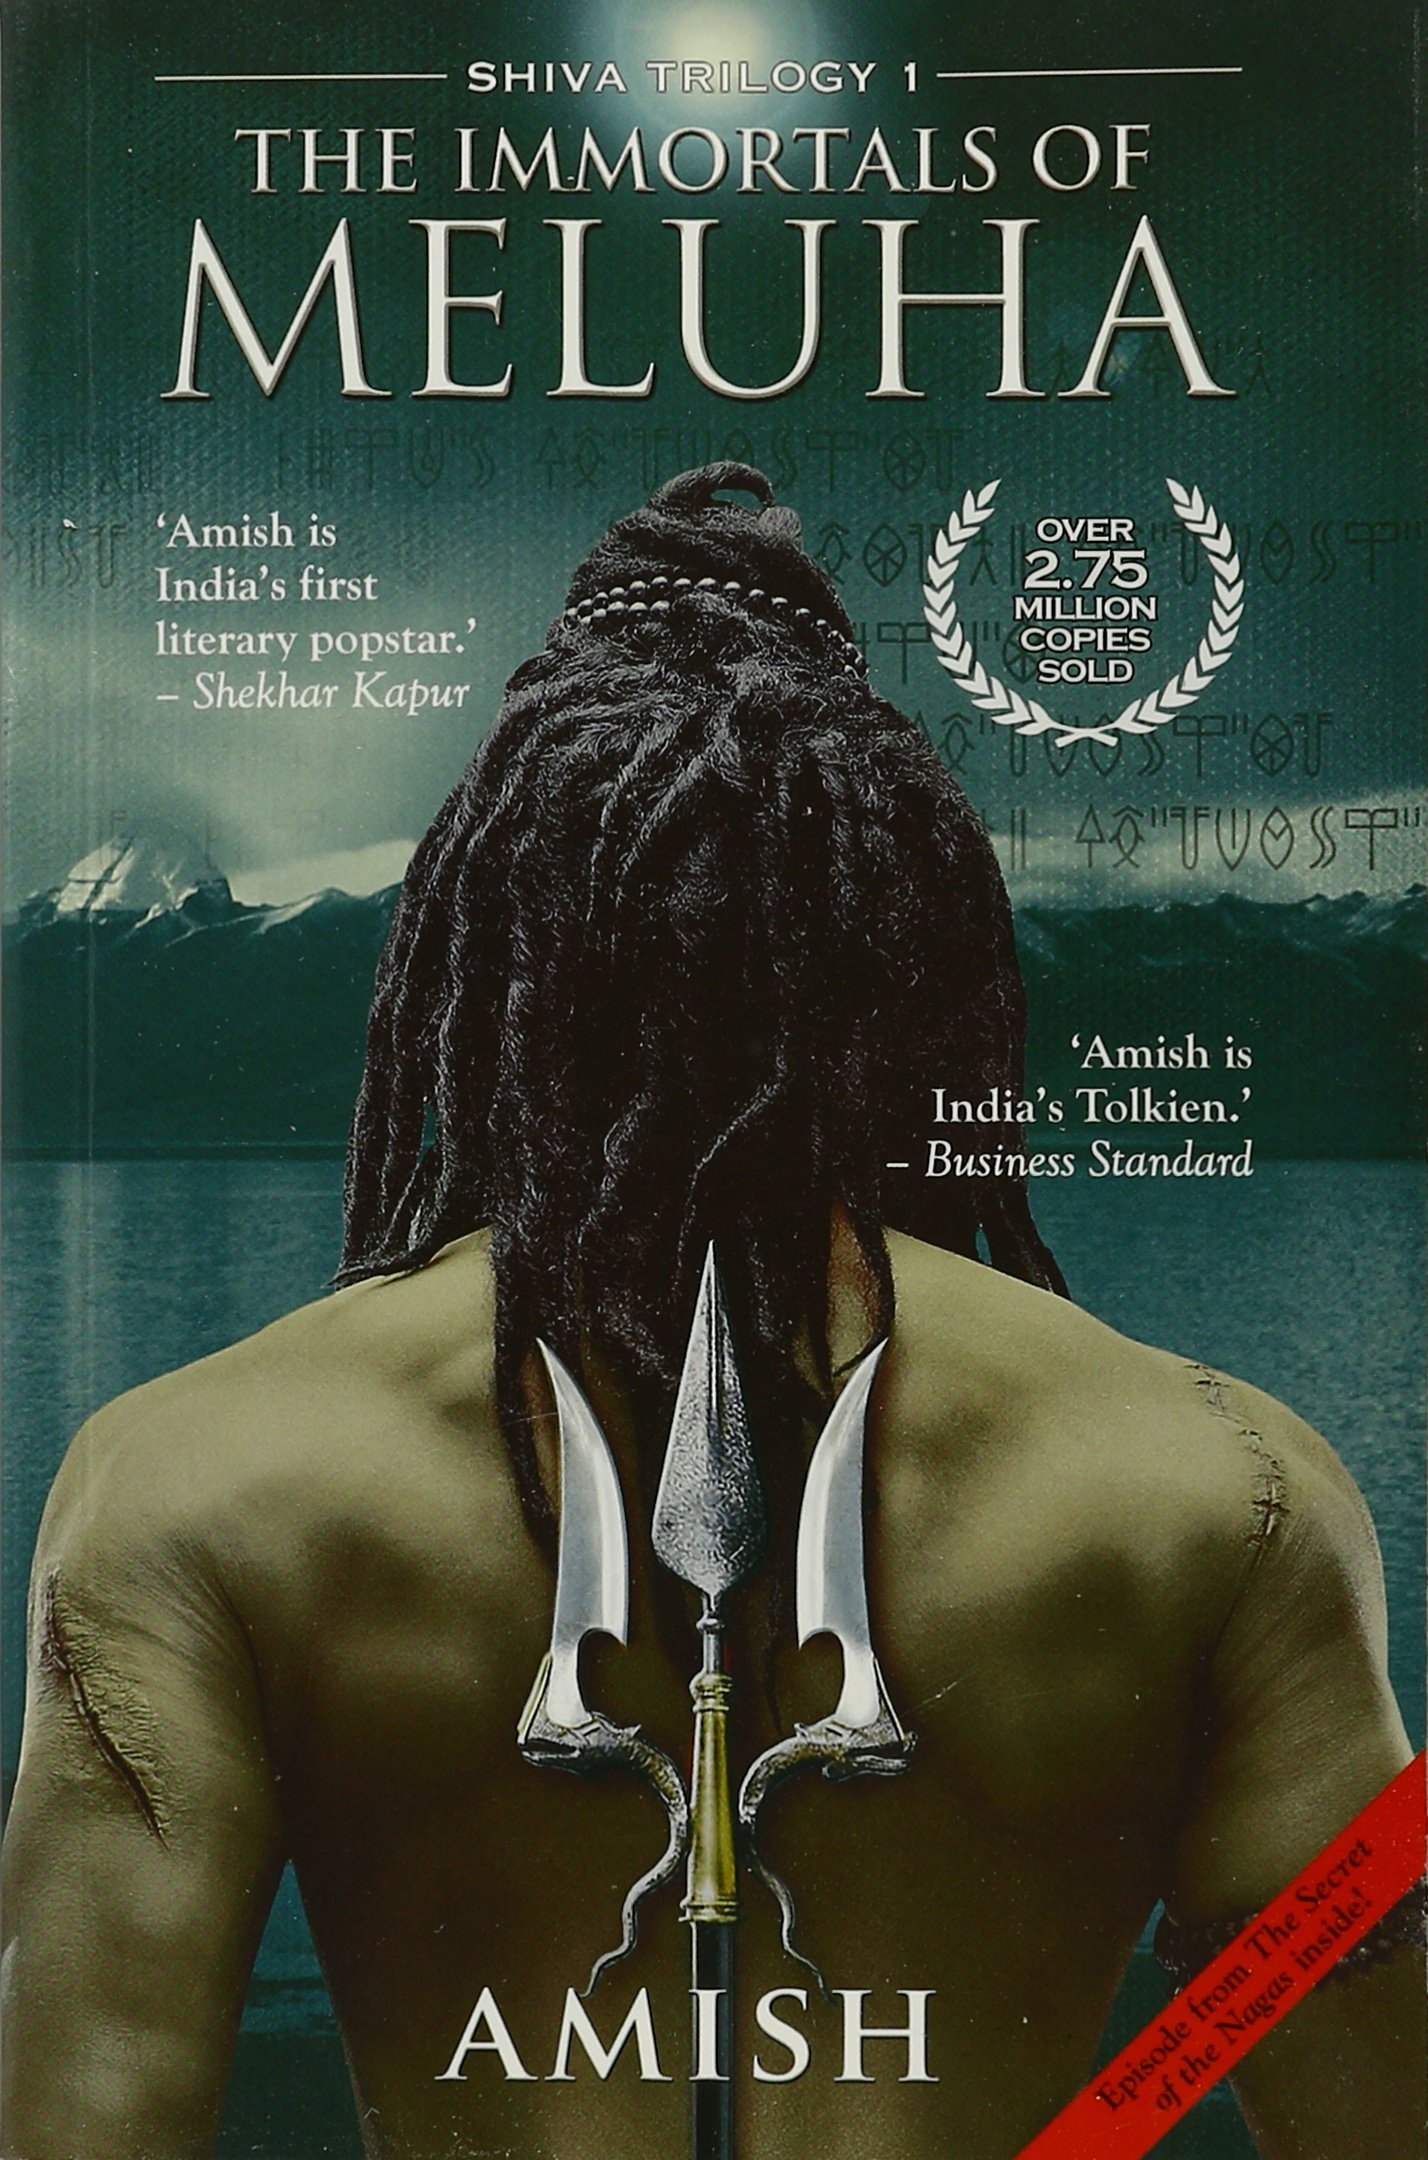 SHIVA TRILOGY 1
THE IMMORTALS OF
MELUHA
‘Amish is
India’s first
literary popstar.’
– Shekhar Kapur
OVER
2.75
MILLION
COPIES
SOLD
‘Amish is
India’s Tolkien.’
– Business Standard
AMISH
Episode from The Secret
of the Nagas inside!